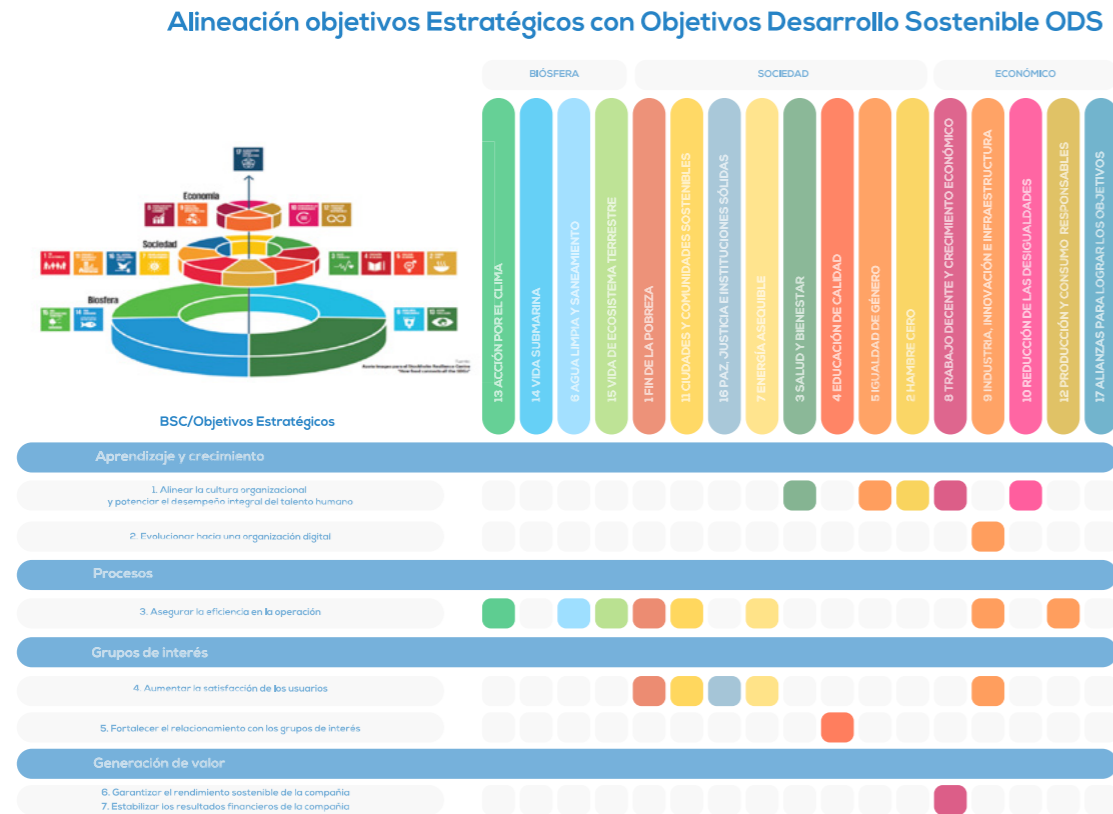 Alineación objetivos Estratégicos con Objetivos Desarrollo Sostenible ODS
BIÓSFERA
SOCIEDAD
ECONÓMICO
13 ACCIÓN POR EL CLIMA
14 VIDA SUBMARINA
6 AGUA LIMPIA Y SANEAMIENTO
15 VIDA DE ECOSISTEMA TERRESTRE
1 FIN DE LA POBREZA
11 CIUDADES Y COMUNIDADES SOSTENIBLES
16 PAZ, JUSTICIA E INSTITUCIONES SÓLIDAS
7 ENERGÍA ASEQUIBLE
3 SALUD Y BIENESTAR
4 EDUCACIÓN DE CALIDAD
5 IGUALDAD DE GÉNERO
2 HAMBRE CERO
8 TRABAJO DECENTE Y CRECIMIENTO ECONÓMICO
9 INDUSTRIA, INNOVACIÓN E INFRAESTRUCTURA
10 REDUCCIÓN DE LAS DESIGUALDADES
12 PRODUCCIÓN Y CONSUMO RESPONSABLES
17 ALIANZAS PARA LOGRAR LOS OBJETIVOS
Economía
Sociedad
Biosfera
BSC/Objetivos Estratégicos
Aprendizaje y crecimiento
1. Alinear la cultura organizacional
y potenciar el desempeño integral del talento humano
2. Evolucionar hacia una organización digital
Procesos
3. Asegurar la eficiencia en la operación
Grupos de interés
4. Aumentar la satisfacción de los usuarios
5. Fortalecer el relacionamiento con los grupos de interés
Generación de valor
6. Garantizar el rendimiento sostenible de la compañía
7. Estabilizar los resultados financieros de la compañía